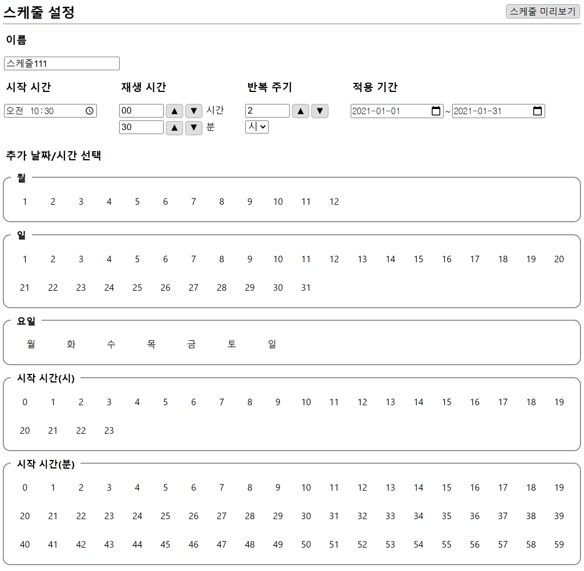 스케줄 설정 스케줄 미리보기
이름
스케줄111
시작 시간 재생 시간 반복 주기 적용 기간
오전 10:30 00 ▲ ▼ 시간 2 ▲ ▼ 2021-01-01 ~ 2021-01-31
30 ▲ ▼ 분 시
추가 날짜/시간 선택
월
1 2 3 4 5 6 7 8 9 10 11 12
일
1 2 3 4 5 6 7 8 9 10 11 12 13 14 15 16 17 18 19 20
21 22 23 24 25 26 27 28 29 30 31
요일
월 화 수 목 금 토 일
시작 시간(시)
0 1 2 3 4 5 6 7 8 9 10 11 12 13 14 15 16 17 18 19
20 21 22 23
시작 시간(분)
0 1 2 3 4 5 6 7 8 9 10 11 12 13 14 15 16 17 18 19
20 21 22 23 24 25 26 27 28 29 30 31 32 33 34 35 36 37 38 39
40 41 42 43 44 45 46 47 48 49 50 51 52 53 54 55 56 57 58 59